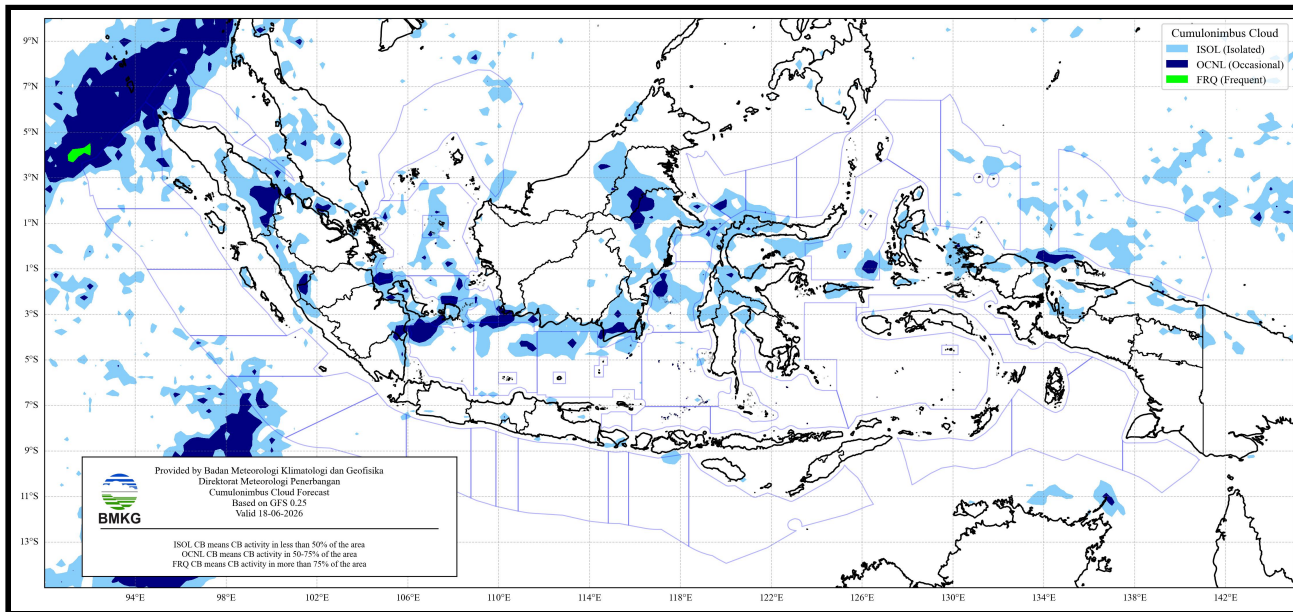 Cumulonimbus Cloud
ISOL (Isolated)
OCNL (Occasional)
FRQ (Frequent)
9°N
7°N
5°N
3°N
1°N
1°S
3°S
5°S
7°S
9°S
11°S
13°S
Provided by Badan Meteorologi Klimatologi dan Geofisika
Direktorat Meteorologi Penerbangan
Cumulonimbus Cloud Forecast
Based on GFS 0.25
Valid 18-06-2026
BMKG
ISOL CB means CB activity in less than 50% of the area
OCNL CB means CB activity in 50-75% of the area
FRQ CB means CB activity in more than 75% of the area
94°E 98°E 102°E 106°E 110°E 114°E 118°E 122°E 126°E 130°E 134°E 138°E 142°E